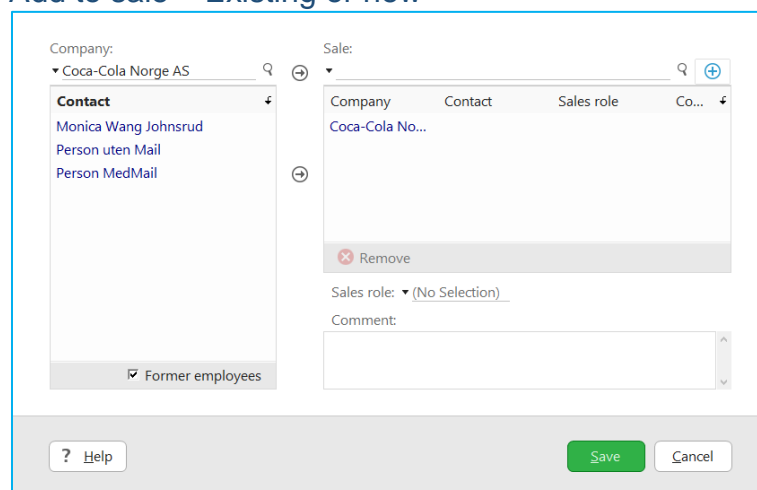 Company:
Coca-Cola Norge AS
Contact
Monica Wang Johnsrud
Person uten Mail
Person MedMail
Former employees
Sale:
Company Contact Sales role Co...
Coca-Cola No...
Remove
Sales role: (No Selection)
Comment:
? Help
Save
Cancel